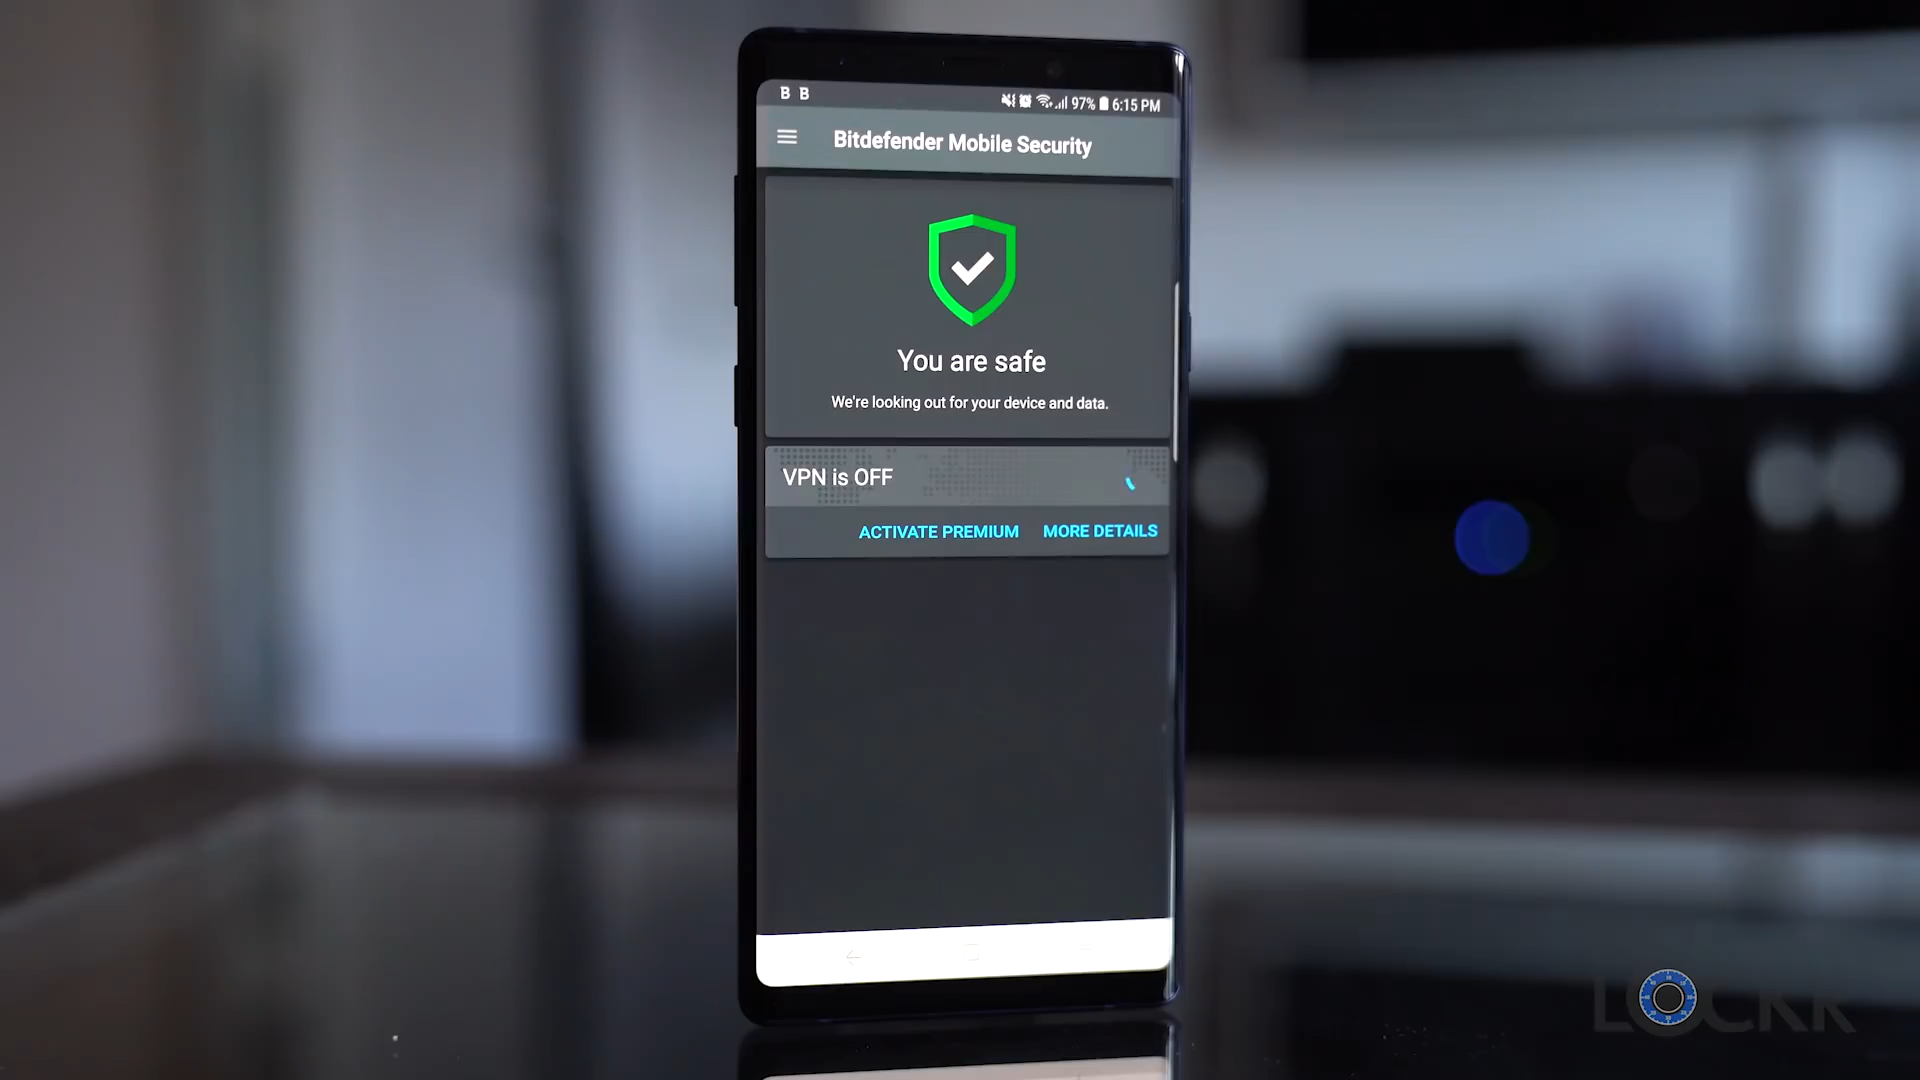 B B 97% 6:15 PM
Bitdefender Mobile Security
You are safe
We're looking out for your device and data.
VPN is OFF
ACTIVATE PREMIUM MORE DETAILS
LOCKR